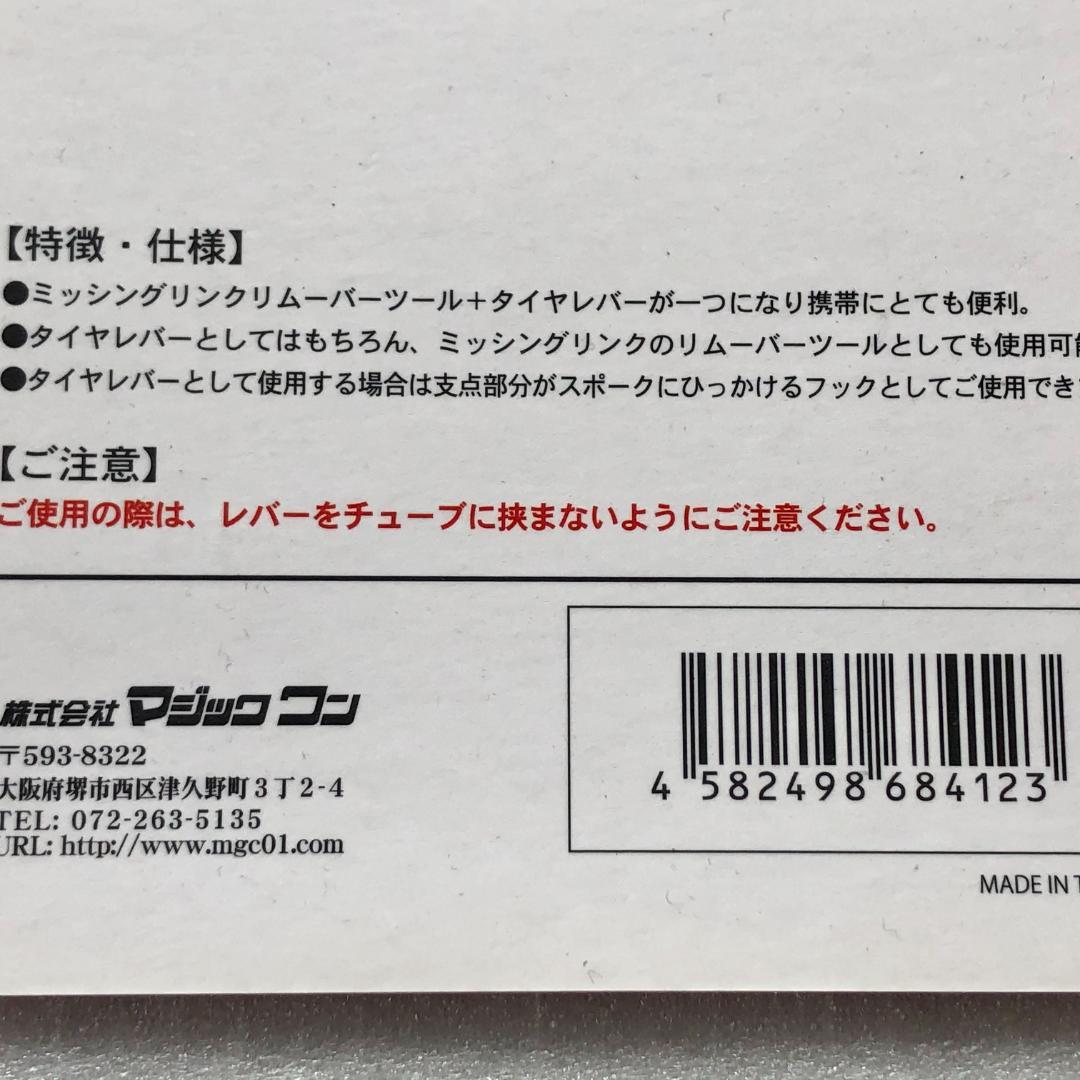 【特徴・仕様】
●ミッシングリンクリムーバーツール＋タイヤレバーが一つになり携帯にとても便利。
●タイヤレバーとしてはもちろん、ミッシングリンクのリムーバーツールとしても使用可
●タイヤレバーとして使用する場合は支点部分がスポークにひっかけるフックとしてご使用でき
【ご注意】
ご使用の際は、レバーをチューブに挟まないようにご注意ください。
株式会社マジックワン
〒593-8322
大阪府堺市西区津久野町3丁2-4
TEL: 072-263-5135
URL: http://www.mgc01.com
4 582498 684123
MADE IN